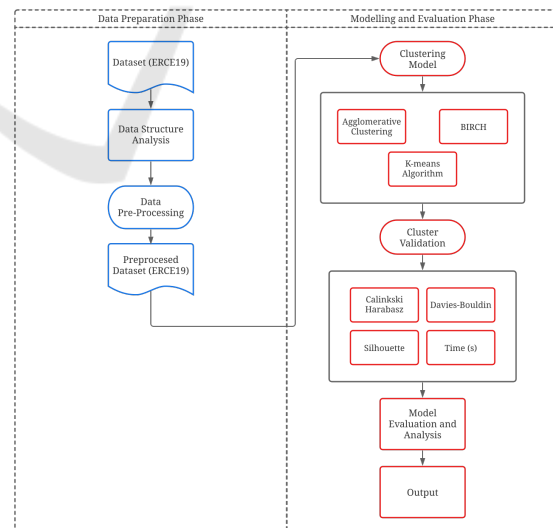 Data Preparation Phase
Dataset (ERCE19)
Data Structure
Analysis
Data
Pre-Processing
Preprocesed
Dataset (ERCE19)
Modelling and Evaluation Phase
Clustering
Model
Agglomerative
Clustering
BIRCH
K-means
Algorithm
Cluster
Validation
Calinkski
Harabasz
Davies-Bouldin
Silhouette
Time (s)
Model
Evaluation and
Analysis
Output